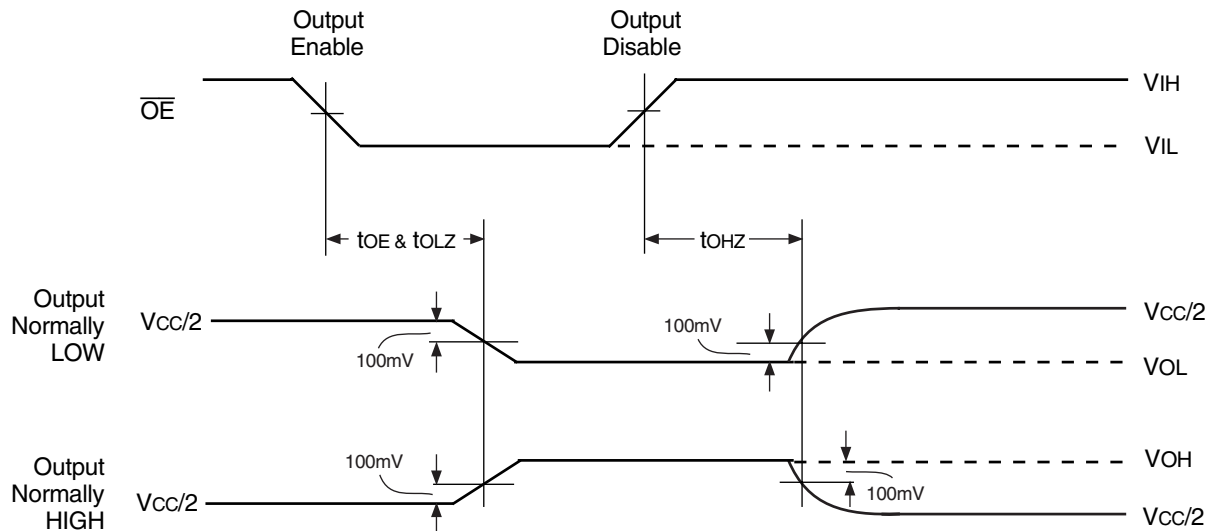 Output
Enable
Output
Disable
OE
VIH
VIL
tOE & tOLZ
tOHZ
Output
Normally
LOW
VCC/2
100mV
100mV
VCC/2
VOL
Output
Normally
HIGH
100mV
VCC/2
VOH
100mV
VCC/2